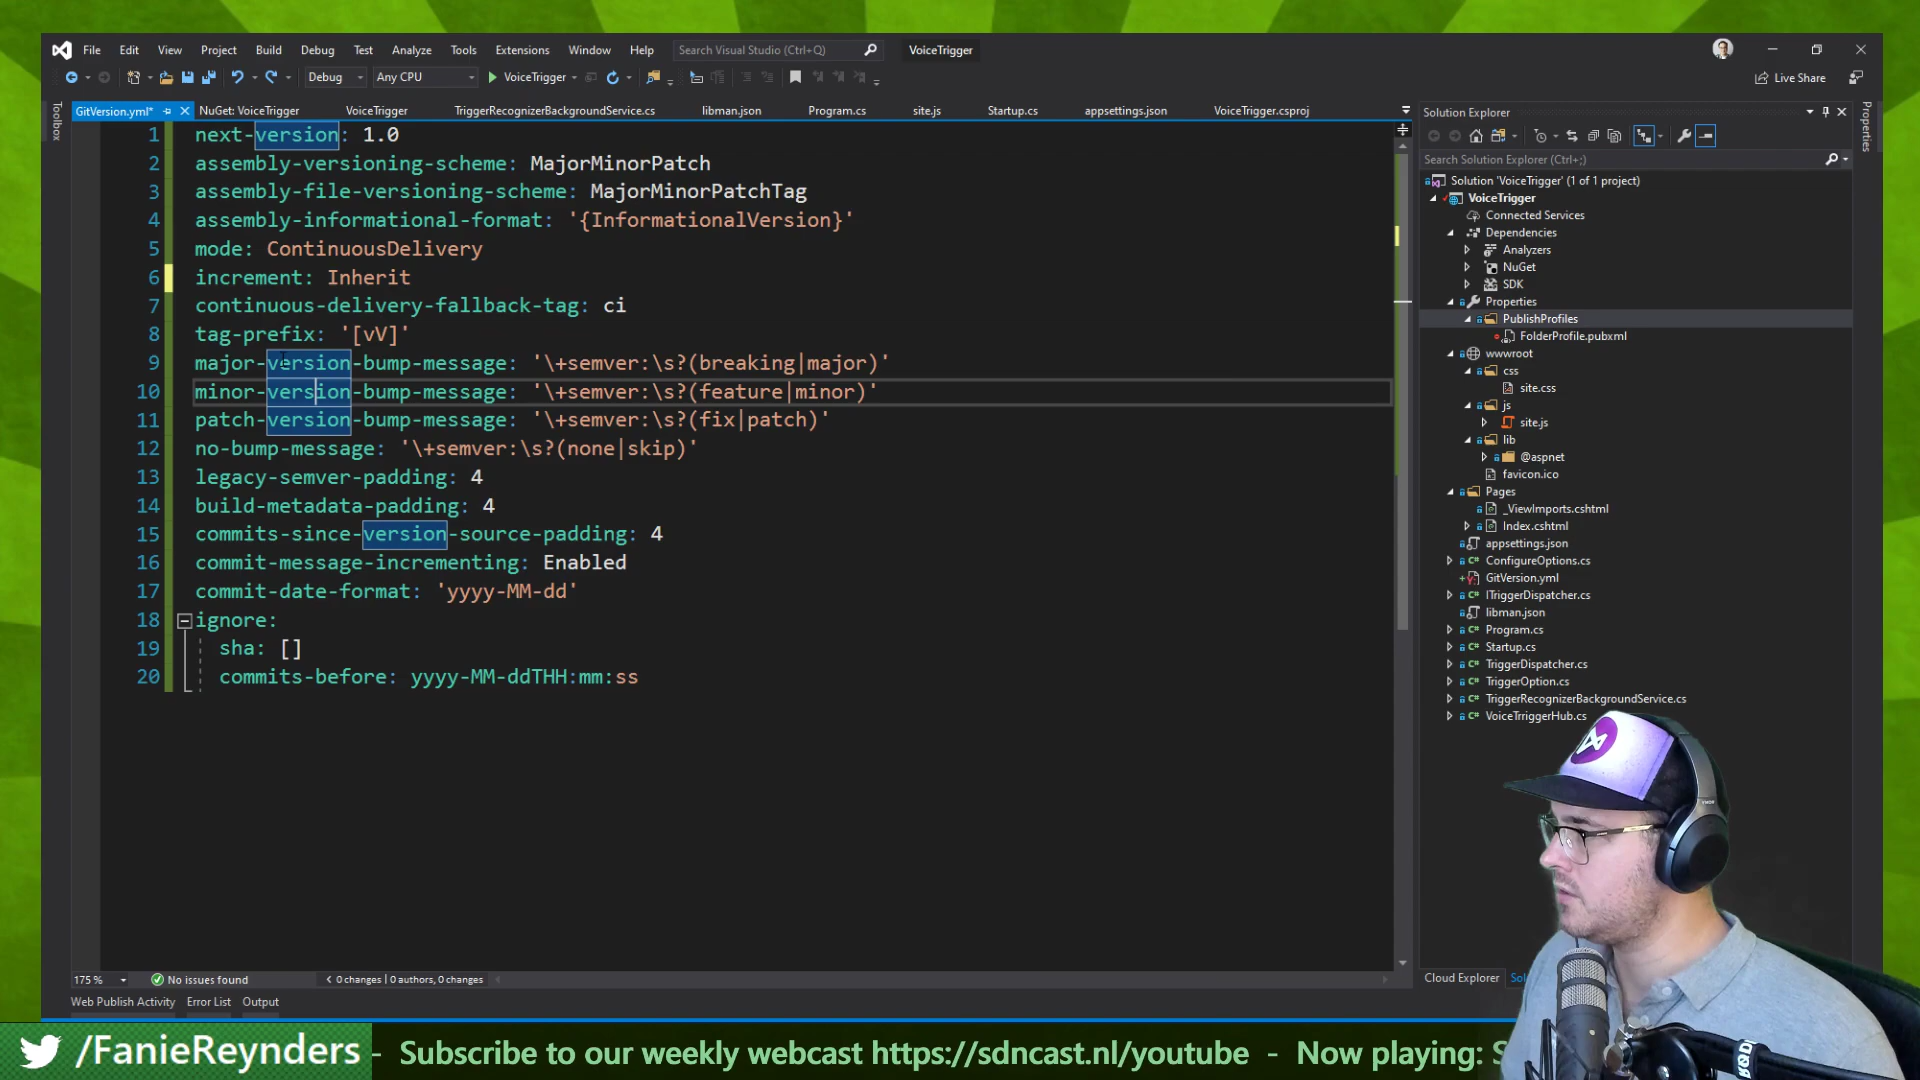 File Edit View Project Build Debug Test Analyze Tools Extensions Window Help Search Visual Studio (Ctrl+Q) VoiceTrigger
Debug Any CPU VoiceTrigger Live Share
GitVersion.yml* NuGet: VoiceTrigger VoiceTrigger TriggerRecognizerBackgroundService.cs libman.json Program.cs site.js Startup.cs appsettings.json VoiceTrigger.csproj
Toolbox
1 next-version: 1.0
2 assembly-versioning-scheme: MajorMinorPatch
3 assembly-file-versioning-scheme: MajorMinorPatchTag
4 assembly-informational-format: '{InformationalVersion}'
5 mode: ContinuousDelivery
6 increment: Inherit
7 continuous-delivery-fallback-tag: ci
8 tag-prefix: '[vV]'
9 major-version-bump-message: '\+semver:\s?(breaking|major)'
10 minor-version-bump-message: '\+semver:\s?(feature|minor)'
11 patch-version-bump-message: '\+semver:\s?(fix|patch)'
12 no-bump-message: '\+semver:\s?(none|skip)'
13 legacy-semver-padding: 4
14 build-metadata-padding: 4
15 commits-since-version-source-padding: 4
16 commit-message-incrementing: Enabled
17 commit-date-format: 'yyyy-MM-dd'
18 ignore:
19 sha: []
20 commits-before: yyyy-MM-ddTHH:mm:ss
175 % No issues found 0 changes | 0 authors, 0 changes
Web Publish Activity Error List Output
Solution Explorer
Properties
Search Solution Explorer (Ctrl+;)
Solution 'VoiceTrigger' (1 of 1 project)
VoiceTrigger
Connected Services
Dependencies
Analyzers
NuGet
SDK
Properties
PublishProfiles
FolderProfile.pubxml
wwwroot
css
site.css
js
site.js
lib
@aspnet
favicon.ico
Pages
_ViewImports.cshtml
Index.cshtml
appsettings.json
ConfigureOptions.cs
GitVersion.yml
ITriggerDispatcher.cs
libman.json
Program.cs
Startup.cs
TriggerDispatcher.cs
TriggerOption.cs
TriggerRecognizerBackgroundService.cs
VoiceTrriggerHub.cs
Cloud Explorer
/FanieReynders - Subscribe to our weekly webcast https://sdncast.nl/youtube - Now playing: